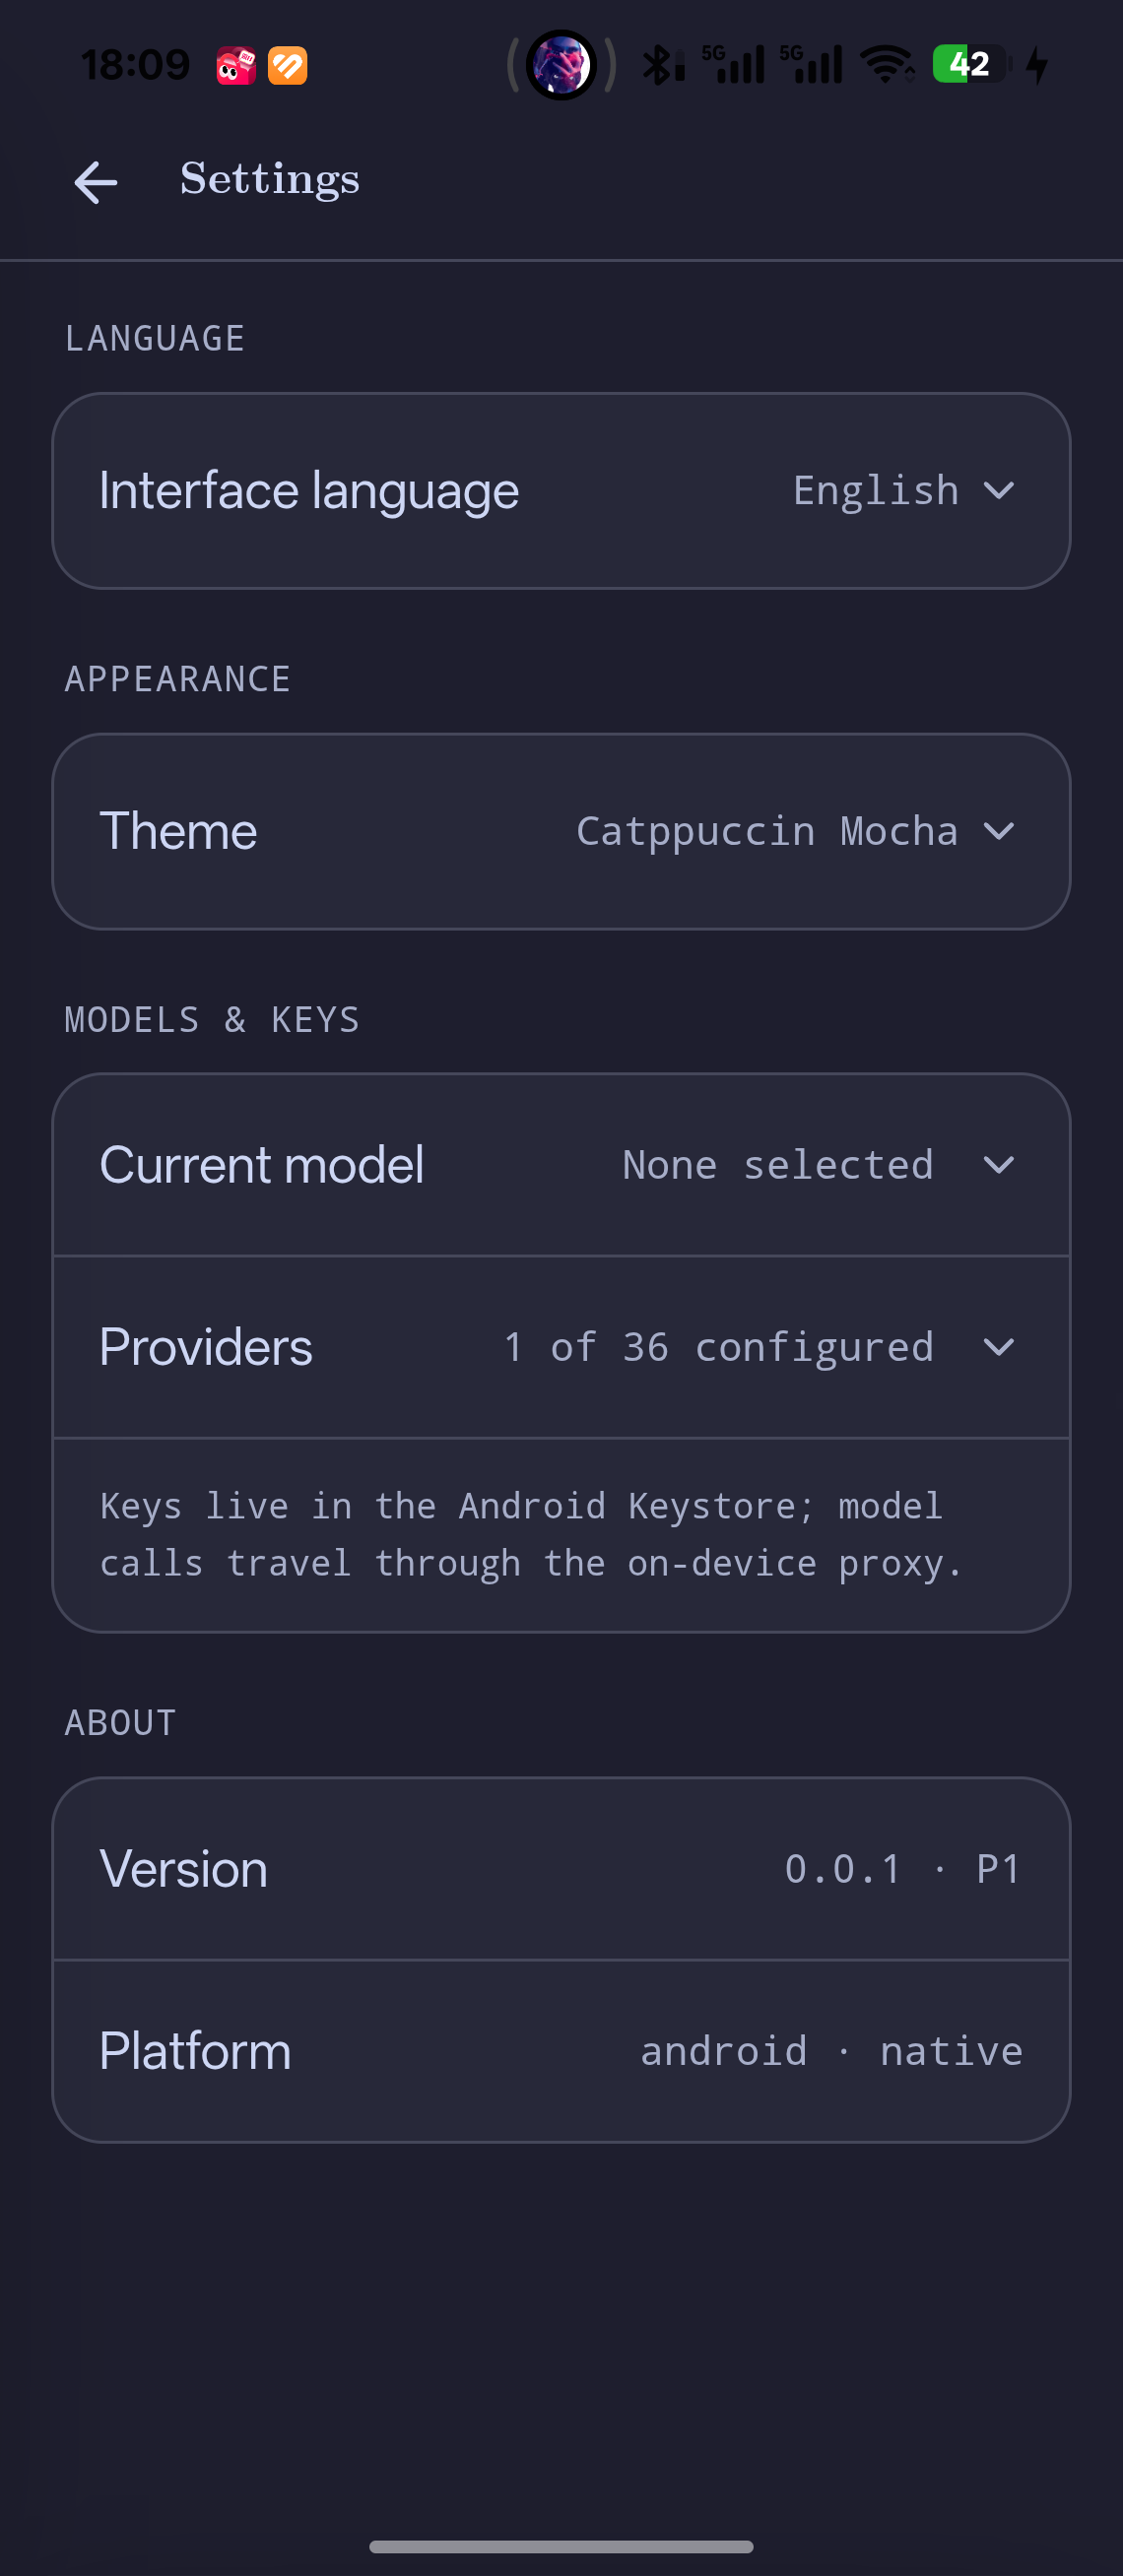 18:09
5G
5G
42
Settings
LANGUAGE
Interface language English
APPEARANCE
Theme Catppuccin Mocha
MODELS & KEYS
Current model None selected
Providers 1 of 36 configured
Keys live in the Android Keystore; model
calls travel through the on-device proxy.
ABOUT
Version 0.0.1 · P1
Platform android · native